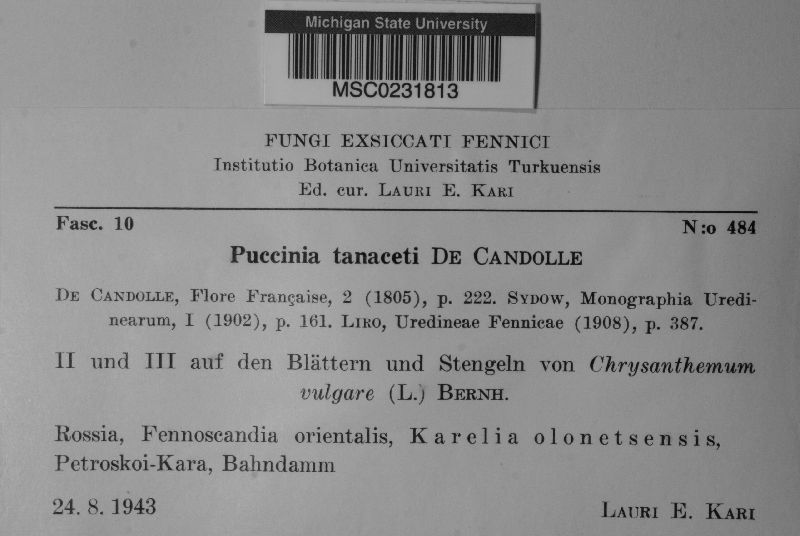 Michigan State University
MSC0231813
FUNGI EXSICCATI FENNICI
Institutio Botanica Universitatis Turkuensis
Ed. cur. LAURI E. KARI
Fasc. 10 N:o 484
Puccinia tanaceti DE CANDOLLE
DE CANDOLLE, Flore Française, 2 (1805), p. 222. SYDOW, Monographia Uredi-
nearum, I (1902), p. 161. LIRO, Uredineae Fennicae (1908), p. 387.
II und III auf den Blättern und Stengeln von Chrysanthemum
vulgare (L.) BERNH.
Rossia, Fennoscandia orientalis, Karelia olonetsensis,
Petroskoi-Kara, Bahndamm
24. 8. 1943 LAURI E. KARI